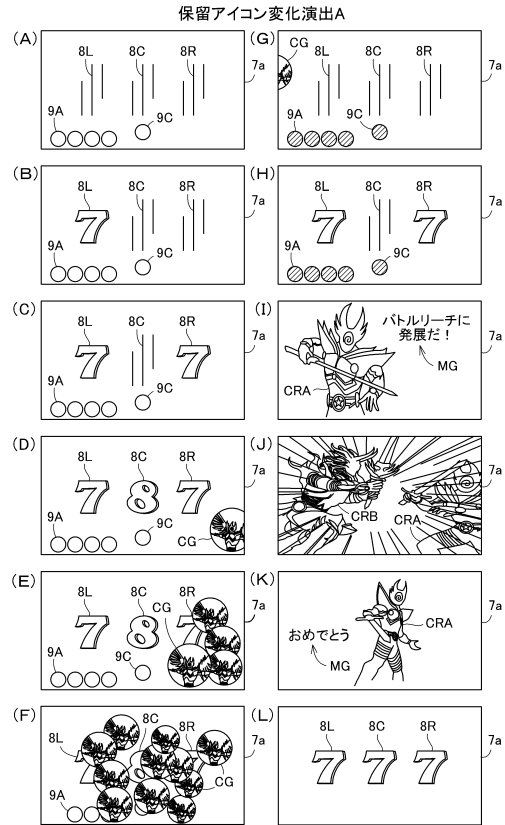 保留アイコン変化演出A
(A)
8L 8C 8R
7a
9A 9C
(B)
8L 8C 8R
7a
9A 9C
7
(C)
8L 8C 8R
7a
7 7
9A 9C
(D)
8L 8C 8R
7a
7 8 7
9A 9C
CG
(E)
8L 8C 8R
7a
CG
7 8 7
9A 9C
(F)
8L 8C 8R
7a
CG
9A
(G)
CG 8L 8C 8R
7a
9A 9C
(H)
8L 8C 8R
7a
7 7
9A 9C
(I)
バトルリーチに
発展だ!
7a
MG
CRA
(J)
7a
CRB CRA
(K)
7a
CRA
おめでとう
MG
(L)
8L 8C 8R
7a
7 7 7